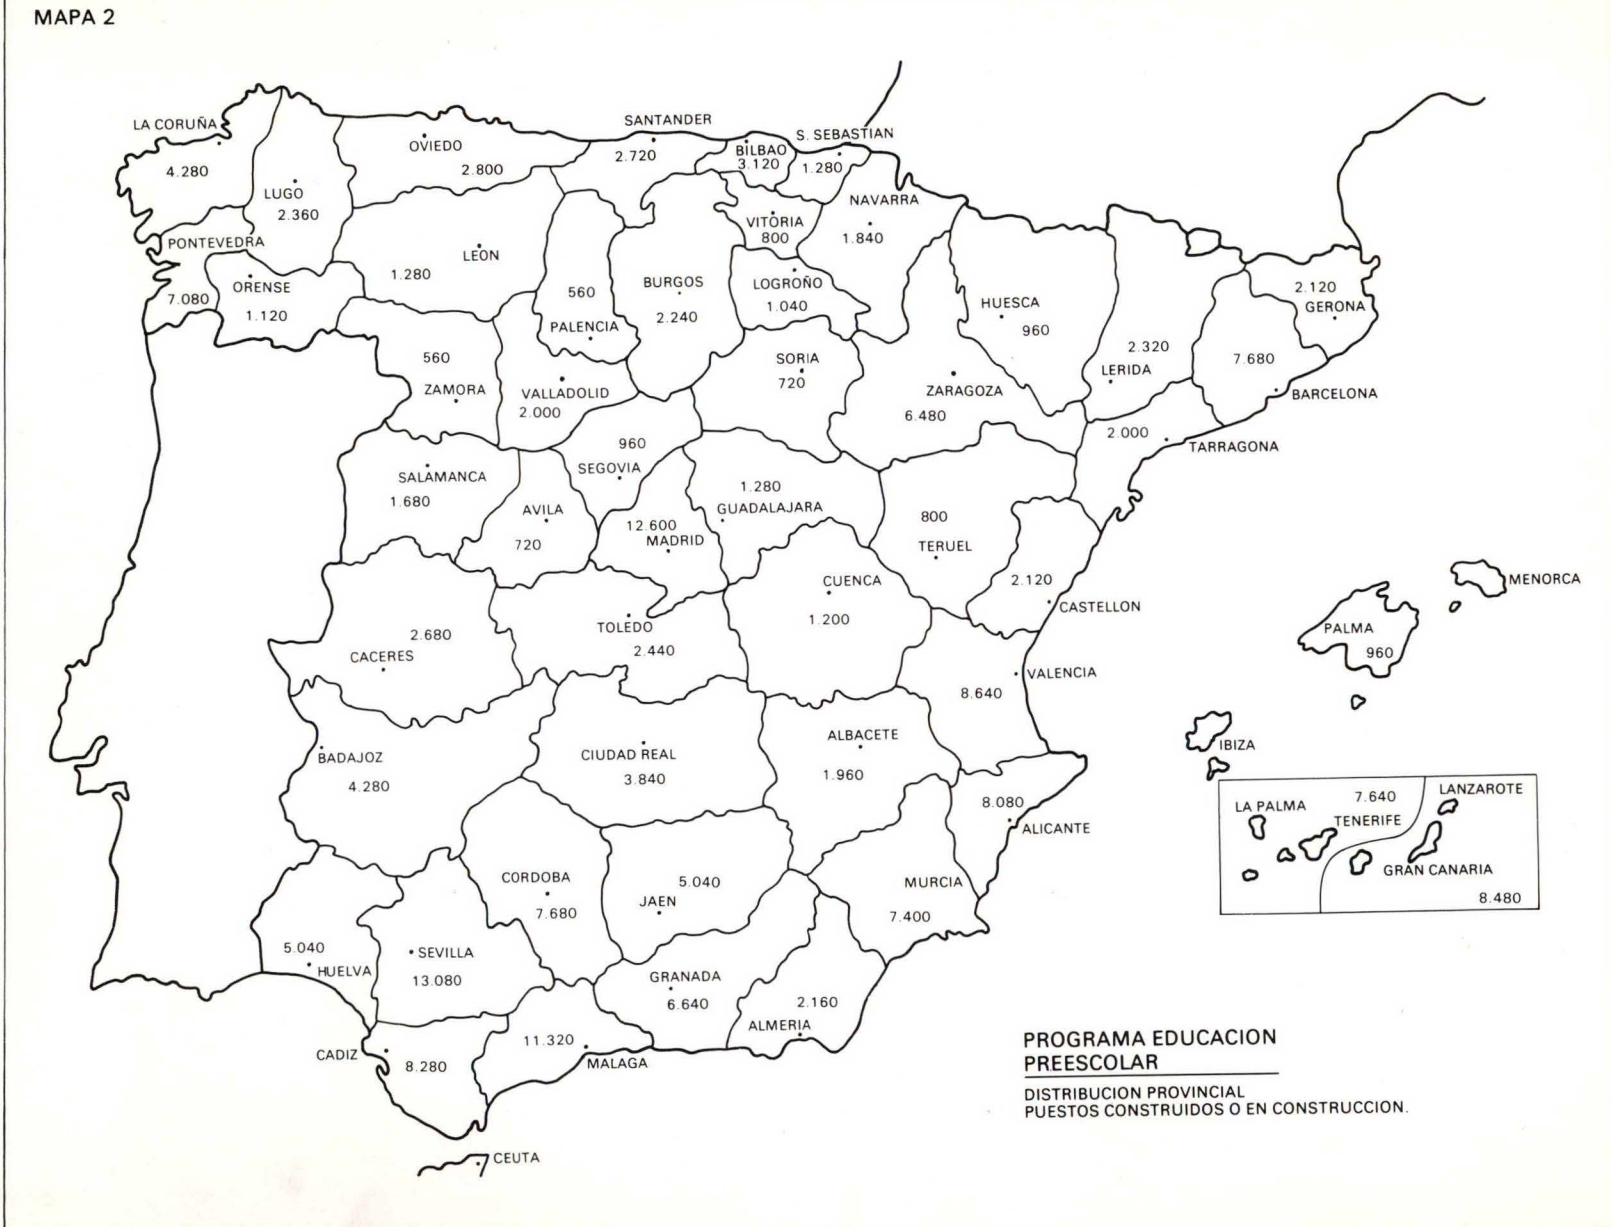 MAPA 2
LA CORUÑA
4.280
LUGO
2.360
OVIEDO
2.800
SANTANDER
2.720
BILBAO
3.120
S. SEBASTIAN
1.280
NAVARRA
1.840
VITORIA
800
PONTEVEDRA
7.080
ORENSE
1.120
LEON
1.280
560
PALENCIA
BURGOS
2.240
LOGROÑO
1.040
HUESCA
960
2.320
LERIDA
2.120
GERONA
7.680
BARCELONA
560
ZAMORA
VALLADOLID
2.000
SORIA
720
ZARAGOZA
6.480
2.000
TARRAGONA
960
SEGOVIA
SALAMANCA
1.680
AVILA
720
12.600
MADRID
1.280
GUADALAJARA
800
TERUEL
2.120
CASTELLON
CUENCA
1.200
TOLEDO
2.440
2.680
CACERES
MENORCA
PALMA
960
IBIZA
VALENCIA
8.640
BADAJOZ
4.280
CIUDAD REAL
3.840
ALBACETE
1.960
8.080
ALICANTE
LA PALMA
7.640
TENERIFE
LANZAROTE
GRAN CANARIA
8.480
CORDOBA
7.680
5.040
JAEN
MURCIA
7.400
5.040
HUELVA
SEVILLA
13.080
GRANADA
6.640
2.160
ALMERIA
CADIZ
8.280
11.320
MALAGA
CEUTA
PROGRAMA EDUCACION
PREESCOLAR
DISTRIBUCION PROVINCIAL
PUESTOS CONSTRUIDOS O EN CONSTRUCCION.